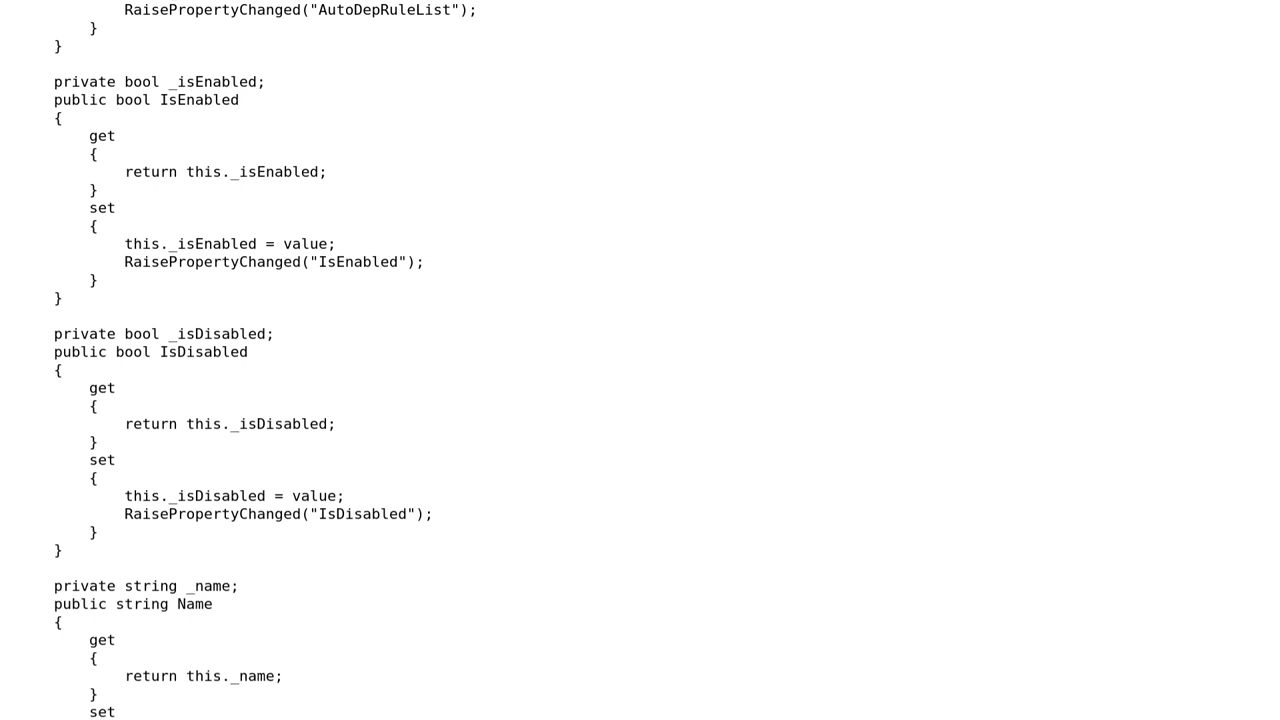 RaisePropertyChanged("AutoDepRuleList");
        }
    }

    private bool _isEnabled;
    public bool IsEnabled
    {
        get
        {
            return this._isEnabled;
        }
        set
        {
            this._isEnabled = value;
            RaisePropertyChanged("IsEnabled");
        }
    }

    private bool _isDisabled;
    public bool IsDisabled
    {
        get
        {
            return this._isDisabled;
        }
        set
        {
            this._isDisabled = value;
            RaisePropertyChanged("IsDisabled");
        }
    }

    private string _name;
    public string Name
    {
        get
        {
            return this._name;
        }
        set